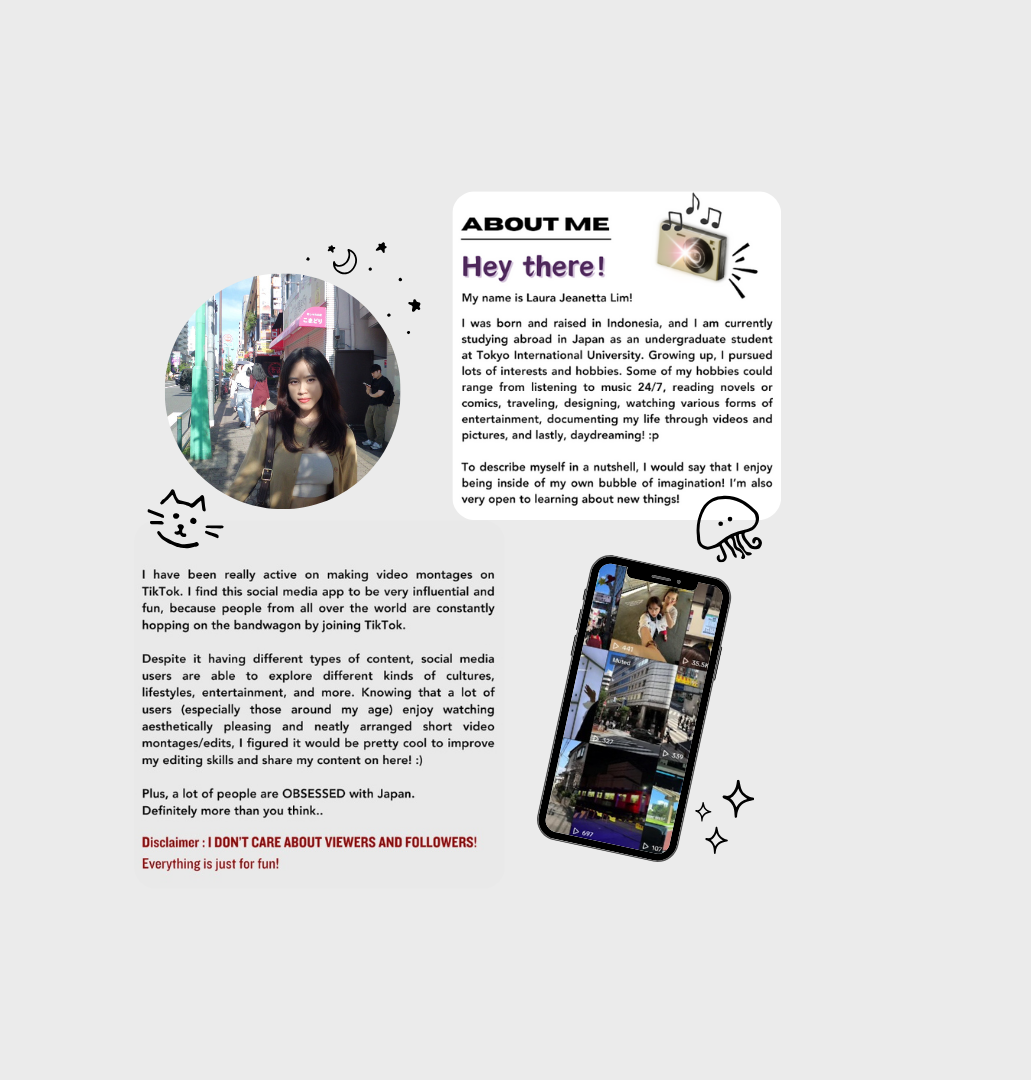 ABOUT ME
Hey there!
My name is Laura Jeanetta Lim!
I was born and raised in Indonesia, and I am currently
studying abroad in Japan as an undergraduate student
at Tokyo International University. Growing up, I pursued
lots of interests and hobbies. Some of my hobbies could
range from listening to music 24/7, reading novels or
comics, traveling, designing, watching various forms of
entertainment, documenting my life through videos and
pictures, and lastly, daydreaming! :p
To describe myself in a nutshell, I would say that I enjoy
being inside of my own bubble of imagination! I'm also
very open to learning about new things!
こまどり
I have been really active on making video montages on
TikTok. I find this social media app to be very influential and
fun, because people from all over the world are constantly
hopping on the bandwagon by joining TikTok.
Despite it having different types of content, social media
users are able to explore different kinds of cultures,
lifestyles, entertainment, and more. Knowing that a lot of
users (especially those around my age) enjoy watching
aesthetically pleasing and neatly arranged short video
montages/edits, I figured it would be pretty cool to improve
my editing skills and share my content on here! :)
Plus, a lot of people are OBSESSED with Japan.
Definitely more than you think..
Disclaimer : I DON'T CARE ABOUT VIEWERS AND FOLLOWERS!
Everything is just for fun!
441
35.5K
Muted
327
339
697
107